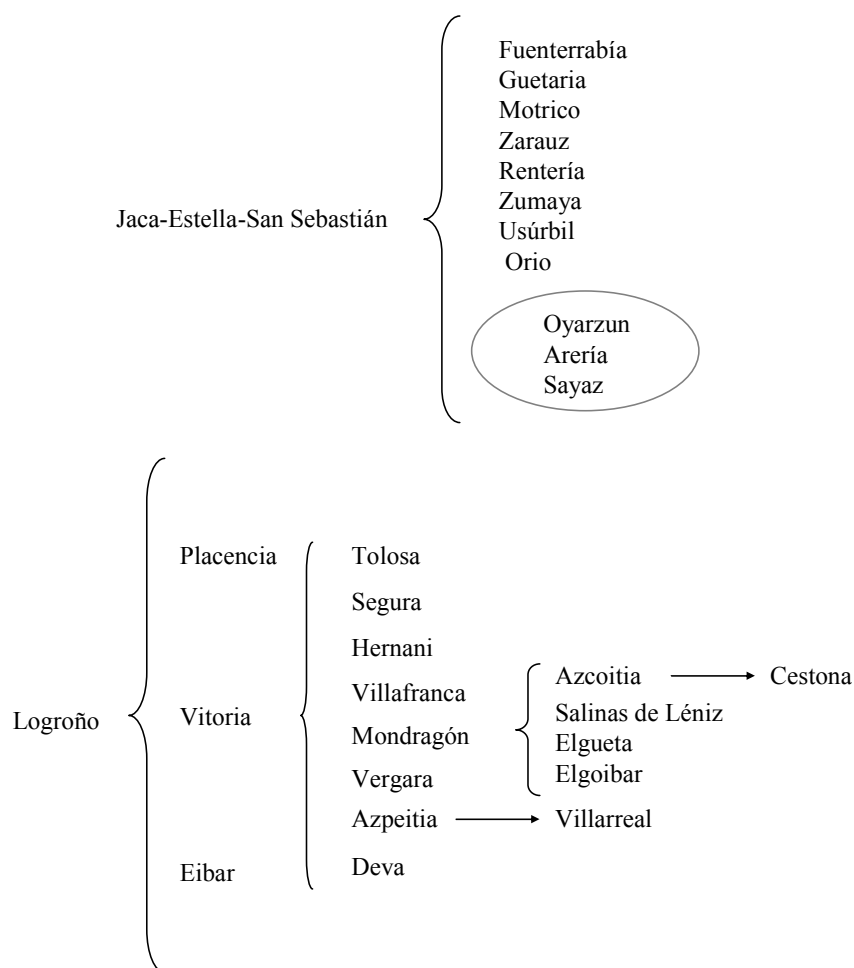 Fuenterrabía
Guetaria
Motrico
Zarauz
Rentería
Jaca-Estella-San Sebastián
Zumaya
Usúrbil
Orio
Oyarzun
Arería
Sayaz
Logroño
Placencia
Vitoria
Eibar
Tolosa
Segura
Hernani
Villafranca
Mondragón
Vergara
Azpeitia
Deva
Azcoitia
Salinas de Léniz
Elgueta
Elgoibar
Villarreal
Cestona